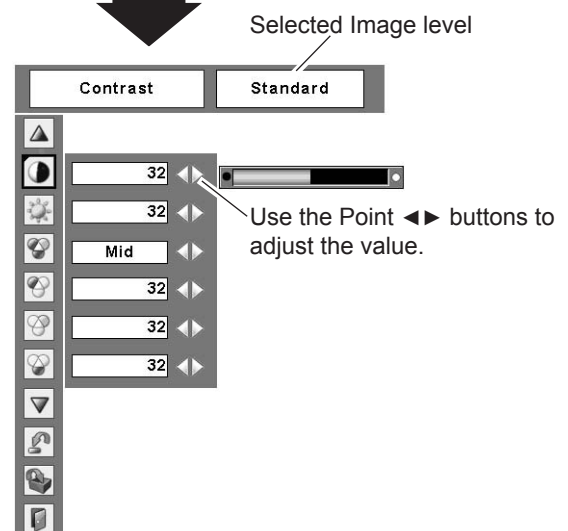 Selected Image level
Contrast Standard
32
32
Use the Point ◄► buttons to
adjust the value.
Mid
32
32
32